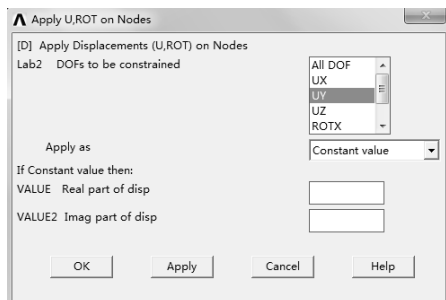 Apply U,ROT on Nodes
[D] Apply Displacements (U,ROT) on Nodes
Lab2 DOFs to be constrained
All DOF
UX
UY
UZ
ROTX
Apply as
Constant value
If Constant value then:
VALUE Real part of disp
VALUE2 Imag part of disp
OK Apply Cancel Help